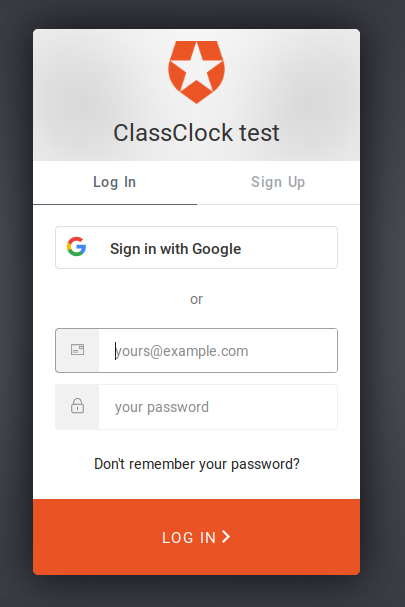 ClassClock test
Log In
Sign Up
Sign in with Google
or
yours@example.com
your password
Don't remember your password?
LOG IN